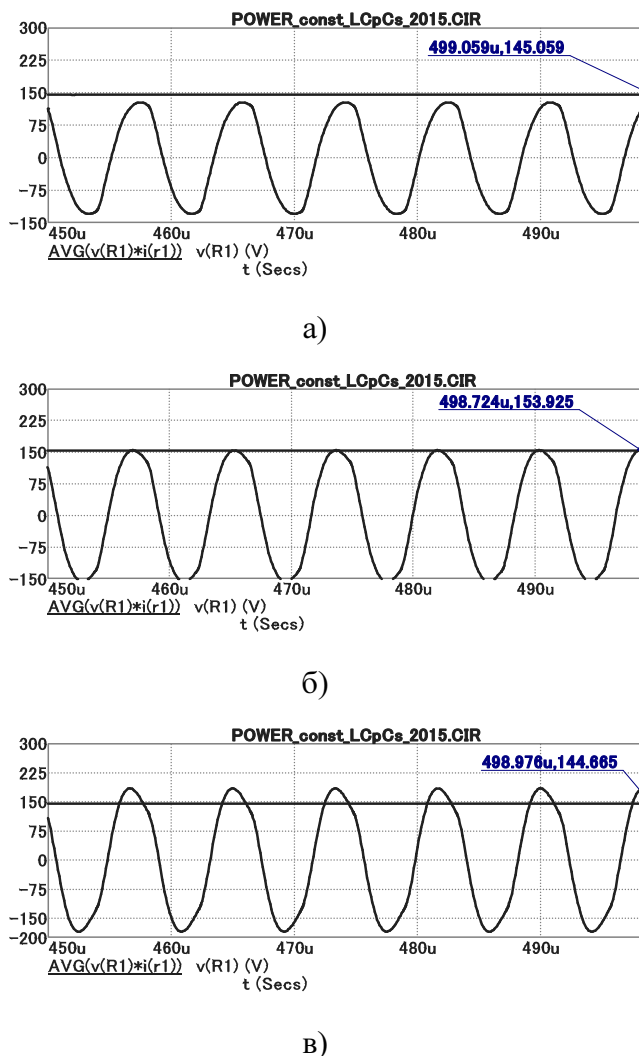 POWER_const_LCpCs_2015.CIR
300
499.059u,145.059
225
150
75
0
-75
-150
450u 460u 470u 480u 490u
AVG(v(R1)*i(r1)) v(R1) (V)
t (Secs)
а)
POWER_const_LCpCs_2015.CIR
300
498.724u,153.925
225
150
75
0
-75
-150
450u 460u 470u 480u 490u
AVG(v(R1)*i(r1)) v(R1) (V)
t (Secs)
б)
POWER_const_LCpCs_2015.CIR
300
498.976u,144.665
225
150
75
0
-75
-150
-200
450u 460u 470u 480u 490u
AVG(v(R1)*i(r1)) v(R1) (V)
t (Secs)
в)